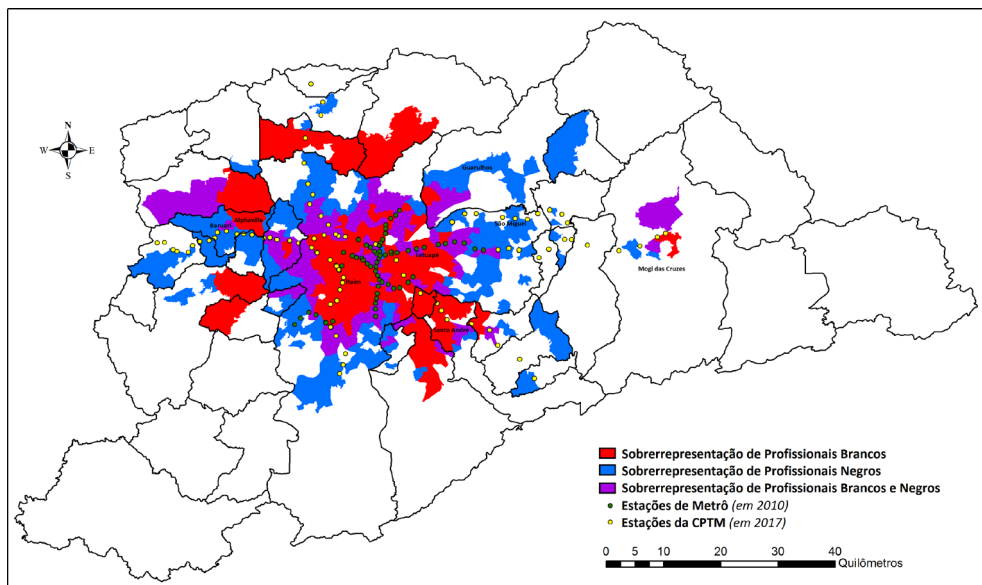 N
W E
S
Guarulhos
Alphaville
Barueri
São Miguel
Tatuapé
Mogi das Cruzes
Santo André
Sobrerrepresentação de Profissionais Brancos
Sobrerrepresentação de Profissionais Negros
Sobrerrepresentação de Profissionais Brancos e Negros
Estações de Metrô (em 2010)
Estações da CPTM (em 2017)
0 5 10 20 30 40
Quilômetros